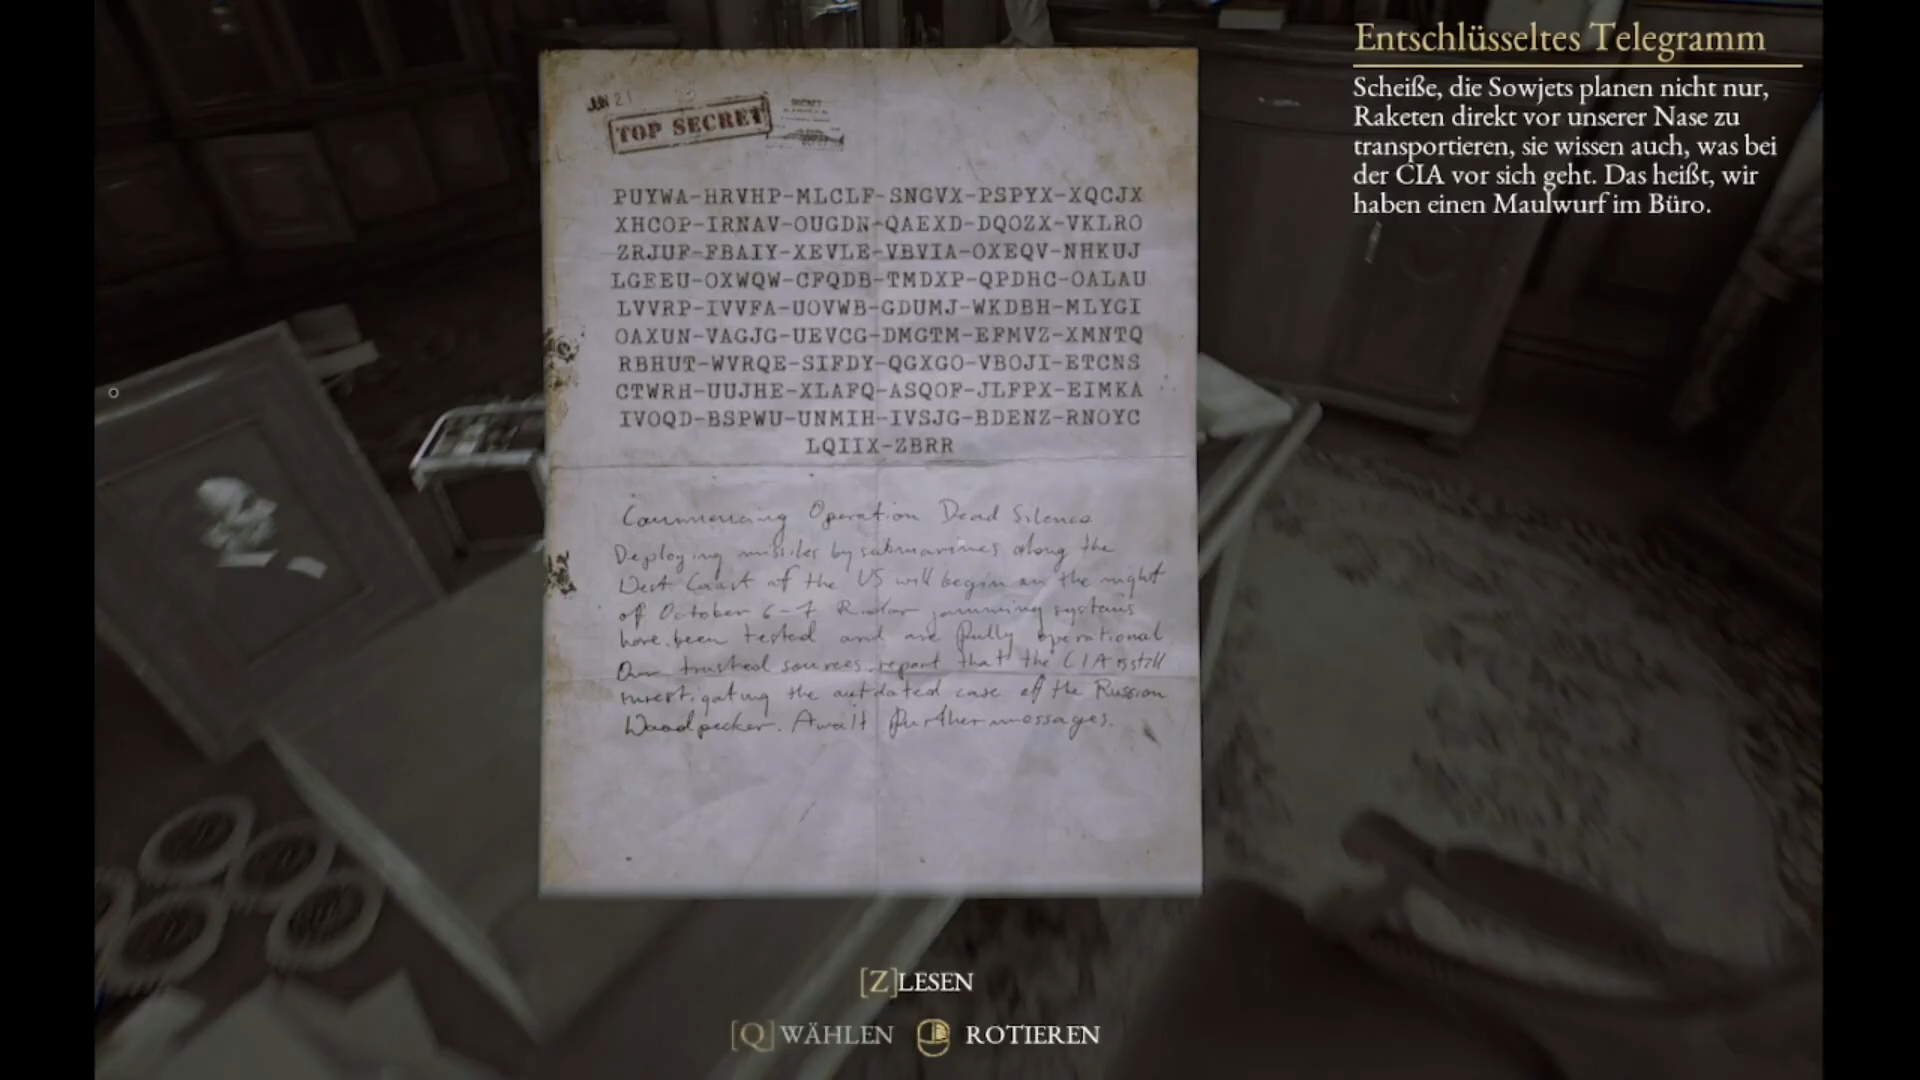 Entschlüsseltes Telegramm
Scheiße, die Sowjets planen nicht nur,
Raketen direkt vor unserer Nase zu
transportieren, sie wissen auch, was bei
der CIA vor sich geht. Das heißt, wir
haben einen Maulwurf im Büro.
JUN 21
TOP SECRET
SECRET
PUYWA-HRVHP-MLCLF-SNGVX-PSPYX-XQCJX
XHCOP-IRNAV-OUGDN-QAEXD-DQOZX-VKLRO
ZRJUF-FBAIY-XEVLE-VBVIA-OXEQV-NHKUJ
LGEEU-OXWQW-CFQDB-TMDXP-QPDHC-OALAU
LVVRP-IVVFA-UOVWB-GDUMJ-WKDBH-MLYGI
OAXUN-VAGJG-UEVCG-DMGTM-EFMVZ-XMNTQ
RBHUT-WVRQE-SIFDY-QGXGO-VBOJI-ETCNS
CTWRH-UUJHE-XLAFQ-ASQOF-JLFPX-EIMKA
IVOQD-BSPWU-UNMIH-IVSJG-BDENZ-RNOYC
LQIIX-ZBRR
Commencing Operation Dead Silence
Deploying missiles by submarines along the
West Coast of the US will begin on the night
of October 6-7 Radar jamming systems
have been tested and are fully operational
Our trusted sources report that the CIA is still
investigating the outdated case of the Russian
Woodpecker. Await further messages.
[Z]LESEN
[Q]WÄHLEN ROTIEREN